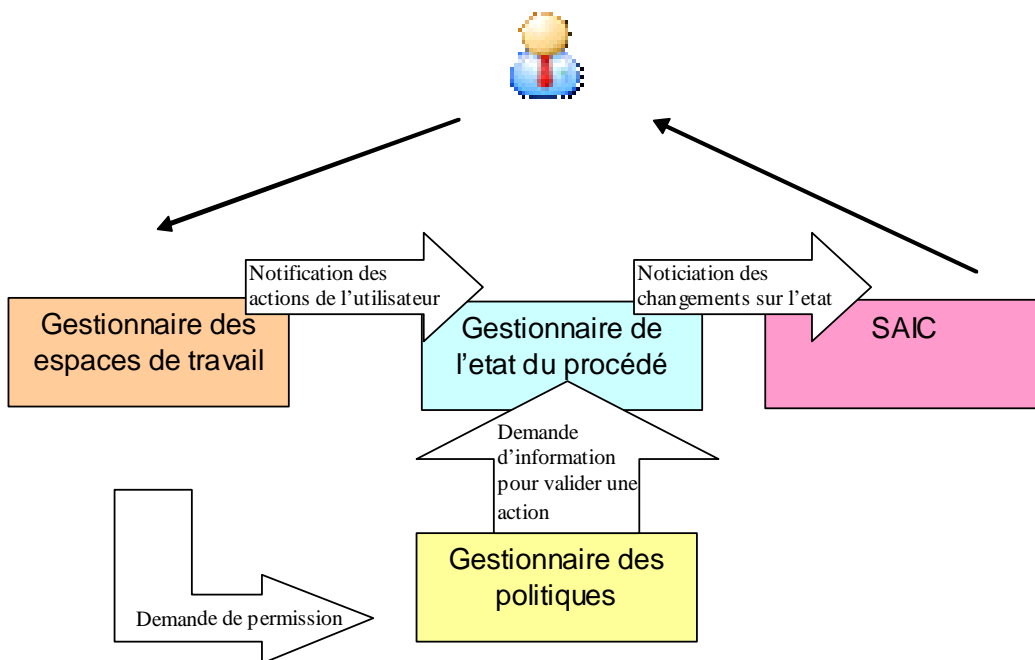 Notification des
actions de l'utilisateur
Noticiation des
changements sur l'etat
Gestionnaire des
espaces de travail
Gestionnaire de
l'etat du procédé
SAIC
Demande
d'information
pour valider une
action
Gestionnaire des
politiques
Demande de permission